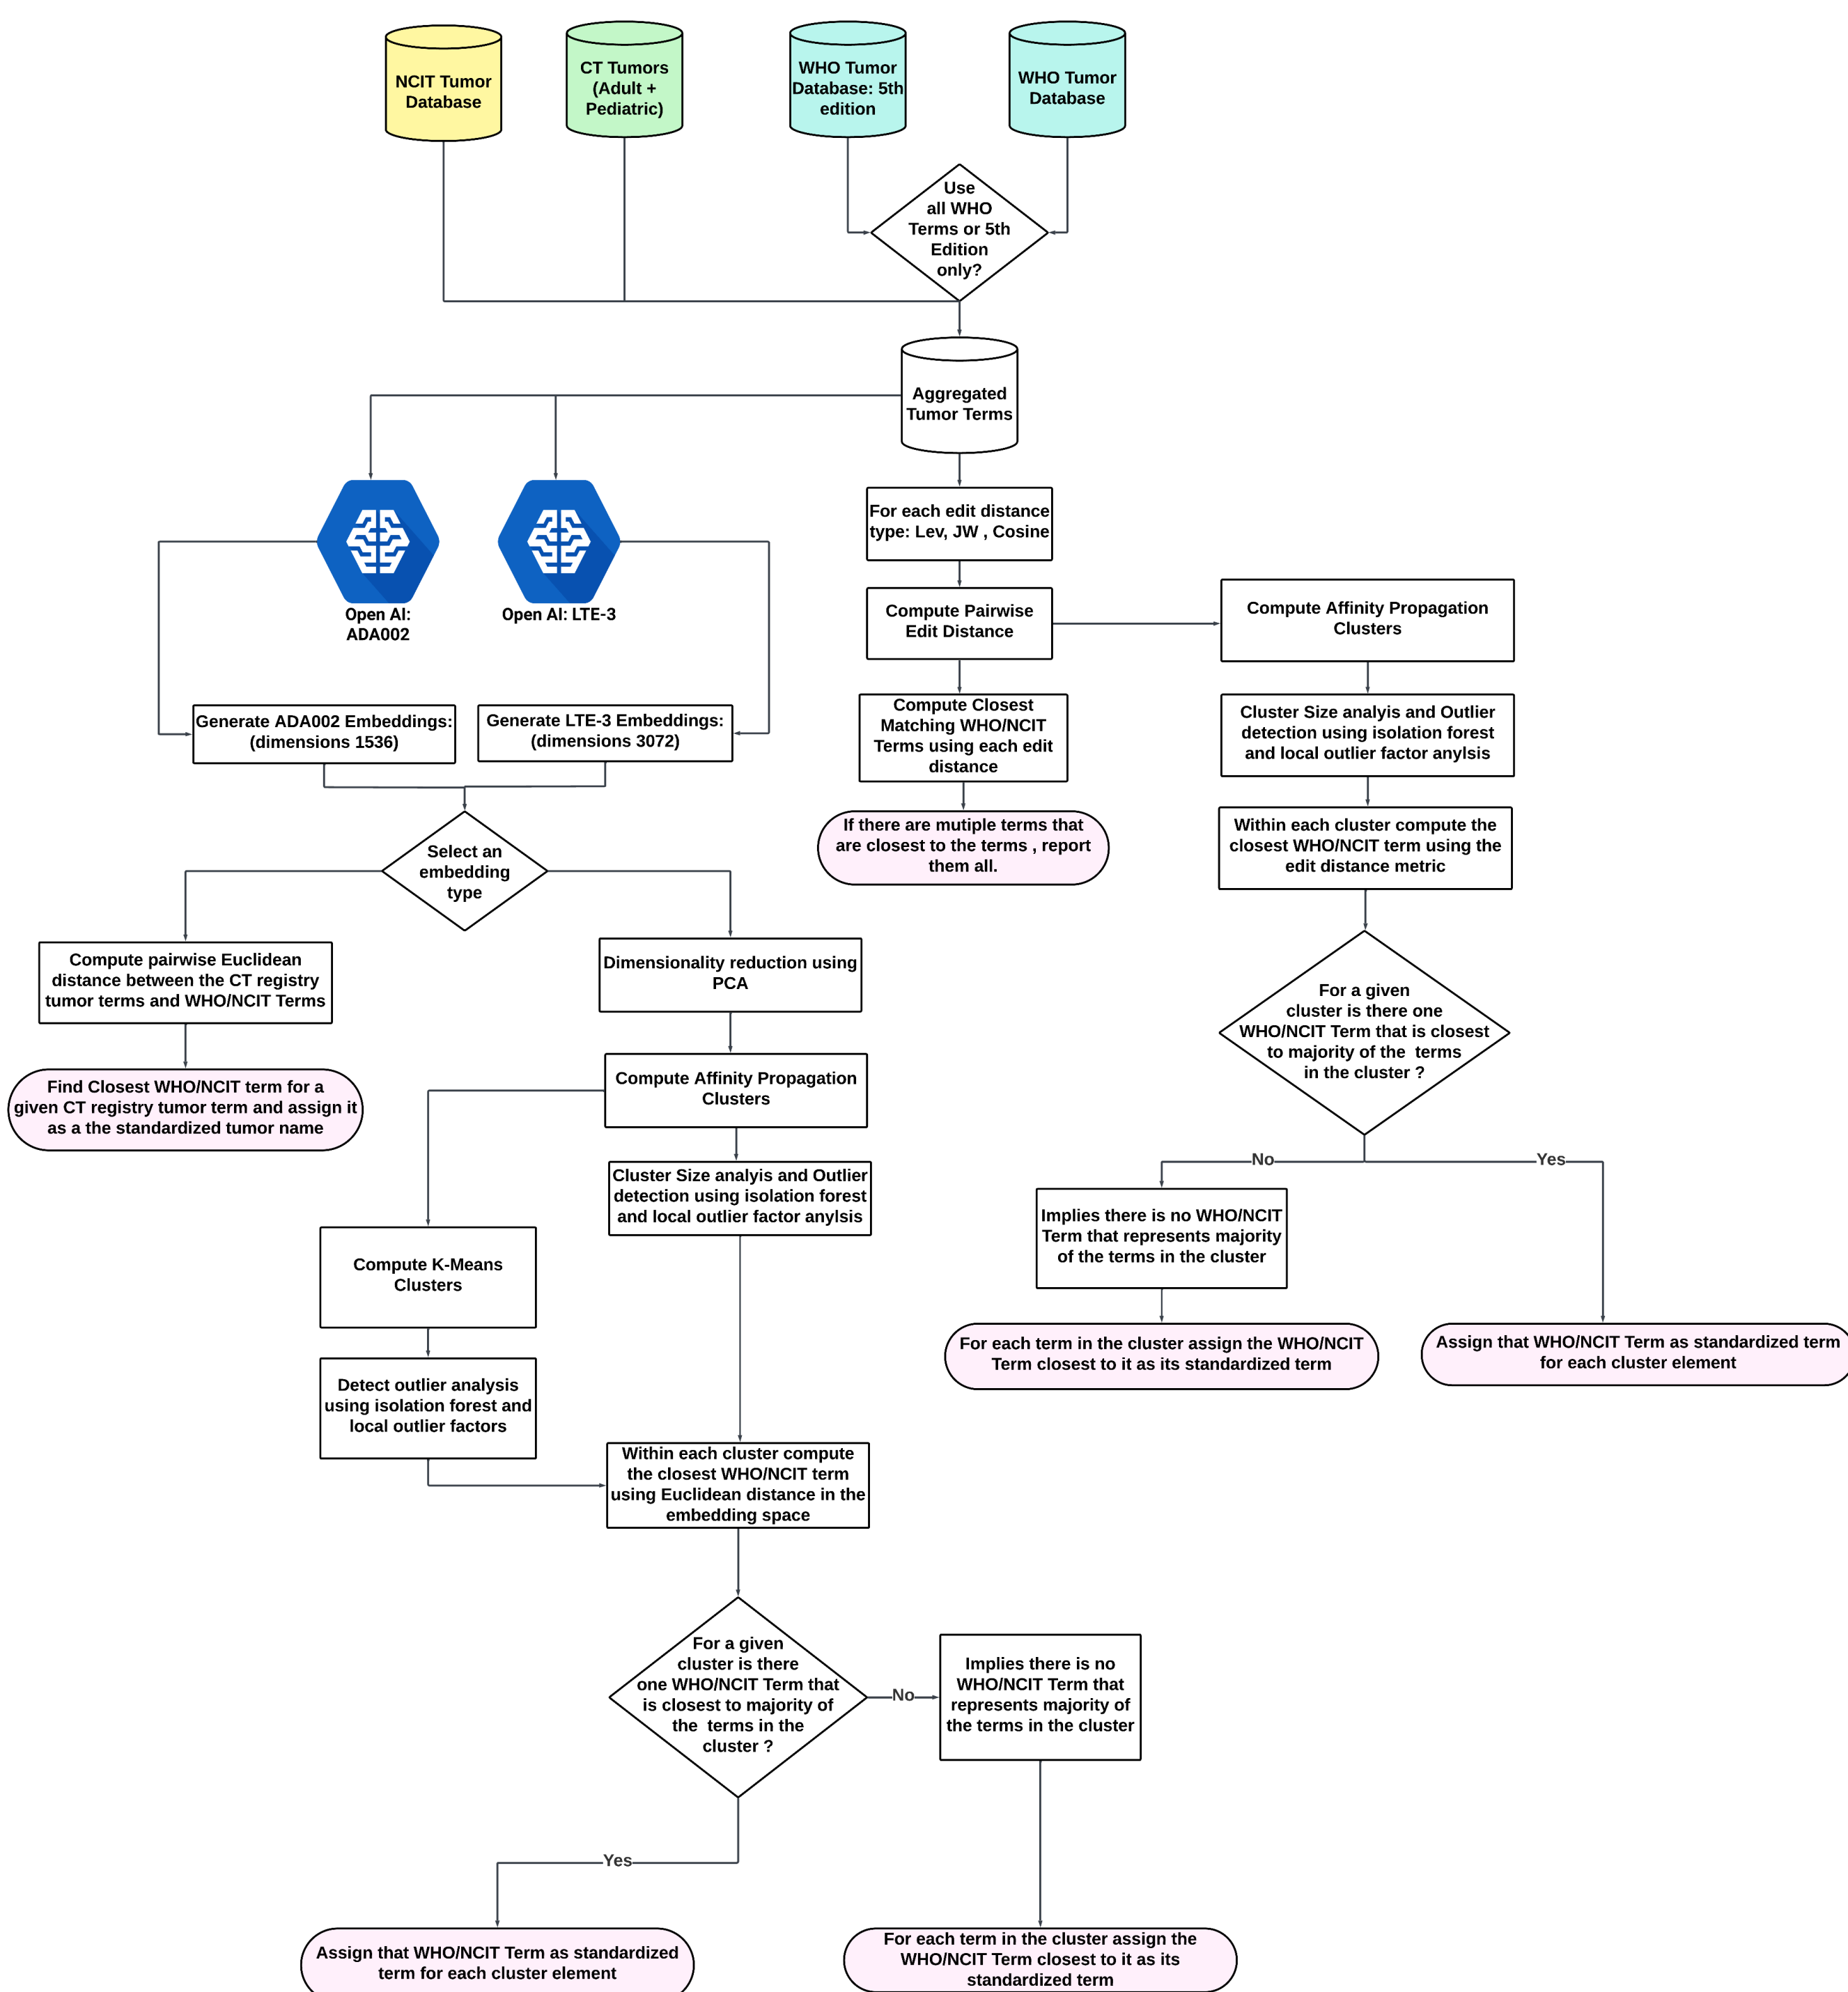 NCIT Tumor
Database
CT Tumors
(Adult +
Pediatric)
WHO Tumor
Database: 5th
edition
WHO Tumor
Database
Use
all WHO
Terms or 5th
Edition
only?
Aggregated
Tumor Terms
Open AI:
ADA002
Open AI: LTE-3
For each edit distance
type: Lev, JW , Cosine
Compute Pairwise
Edit Distance
Compute Affinity Propagation
Clusters
Generate ADA002 Embeddings:
(dimensions 1536)
Generate LTE-3 Embeddings:
(dimensions 3072)
Compute Closest
Matching WHO/NCIT
Terms using each edit
distance
Cluster Size analyis and Outlier
detection using isolation forest
and local outlier factor anylsis
If there are mutiple terms that
are closest to the terms , report
them all.
Within each cluster compute the
closest WHO/NCIT term using the
edit distance metric
Select an
embedding
type
Compute pairwise Euclidean
distance between the CT registry
tumor terms and WHO/NCIT Terms
Dimensionality reduction using
PCA
For a given
cluster is there one
WHO/NCIT Term that is closest
to majority of the  terms
in the cluster ?
Find Closest WHO/NCIT term for a
given CT registry tumor term and assign it
as a the standardized tumor name
Compute Affinity Propagation
Clusters
No
Yes
Cluster Size analyis and Outlier
detection using isolation forest
and local outlier factor anylsis
Implies there is no WHO/NCIT
Term that represents majority
of the terms in the cluster
Compute K-Means
Clusters
For each term in the cluster assign the WHO/NCIT
Term closest to it as its standardized term
Assign that WHO/NCIT Term as standardized term
for each cluster element
Detect outlier analysis
using isolation forest and
local outlier factors
Within each cluster compute
the closest WHO/NCIT term
using Euclidean distance in the
embedding space
For a given
cluster is there
one WHO/NCIT Term that
is closest to majority of
the  terms in the
cluster ?
No
Implies there is no
WHO/NCIT Term that
represents majority of
the terms in the cluster
Yes
Assign that WHO/NCIT Term as standardized
term for each cluster element
For each term in the cluster assign the
WHO/NCIT Term closest to it as its
standardized term